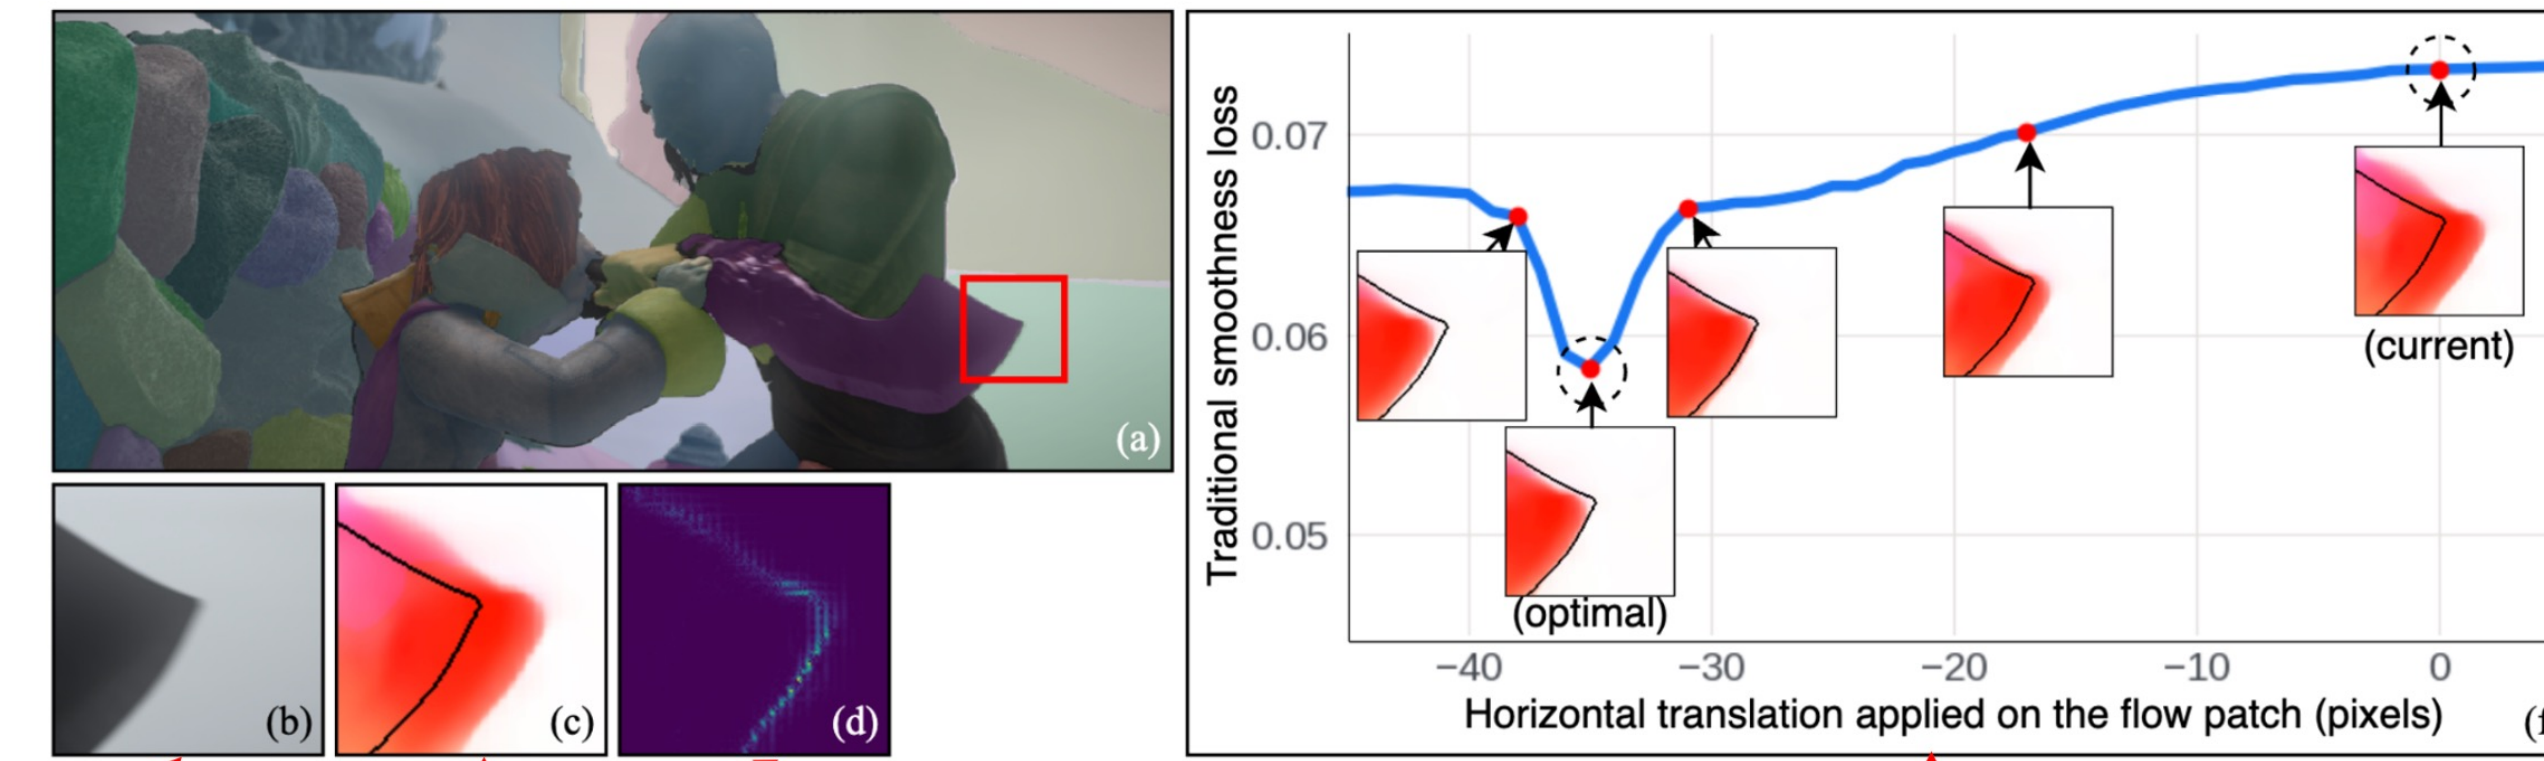 (a)
(b)
(c)
(d)
Traditional smoothness loss
0.07
0.06
0.05
(current)
(optimal)
−40
−30
−20
−10
0
Horizontal translation applied on the flow patch (pixels)